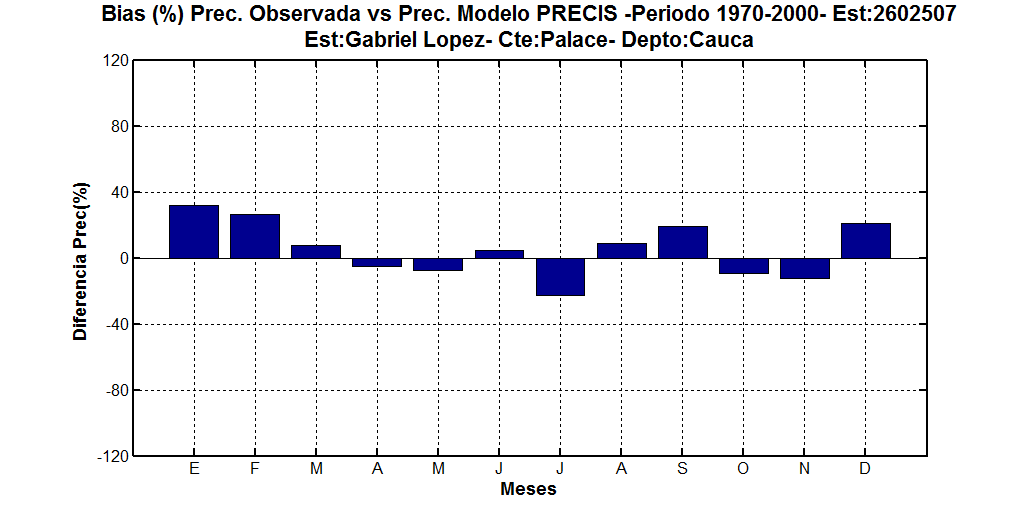 Bias (%) Prec. Observada vs Prec. Modelo PRECIS -Periodo 1970-2000- Est:2602507
Est:Gabriel Lopez- Cte:Palace- Depto:Cauca
120
80
40
0
-40
-80
-120
Diferencia Prec(%)
E F M A M J J A S O N D
Meses